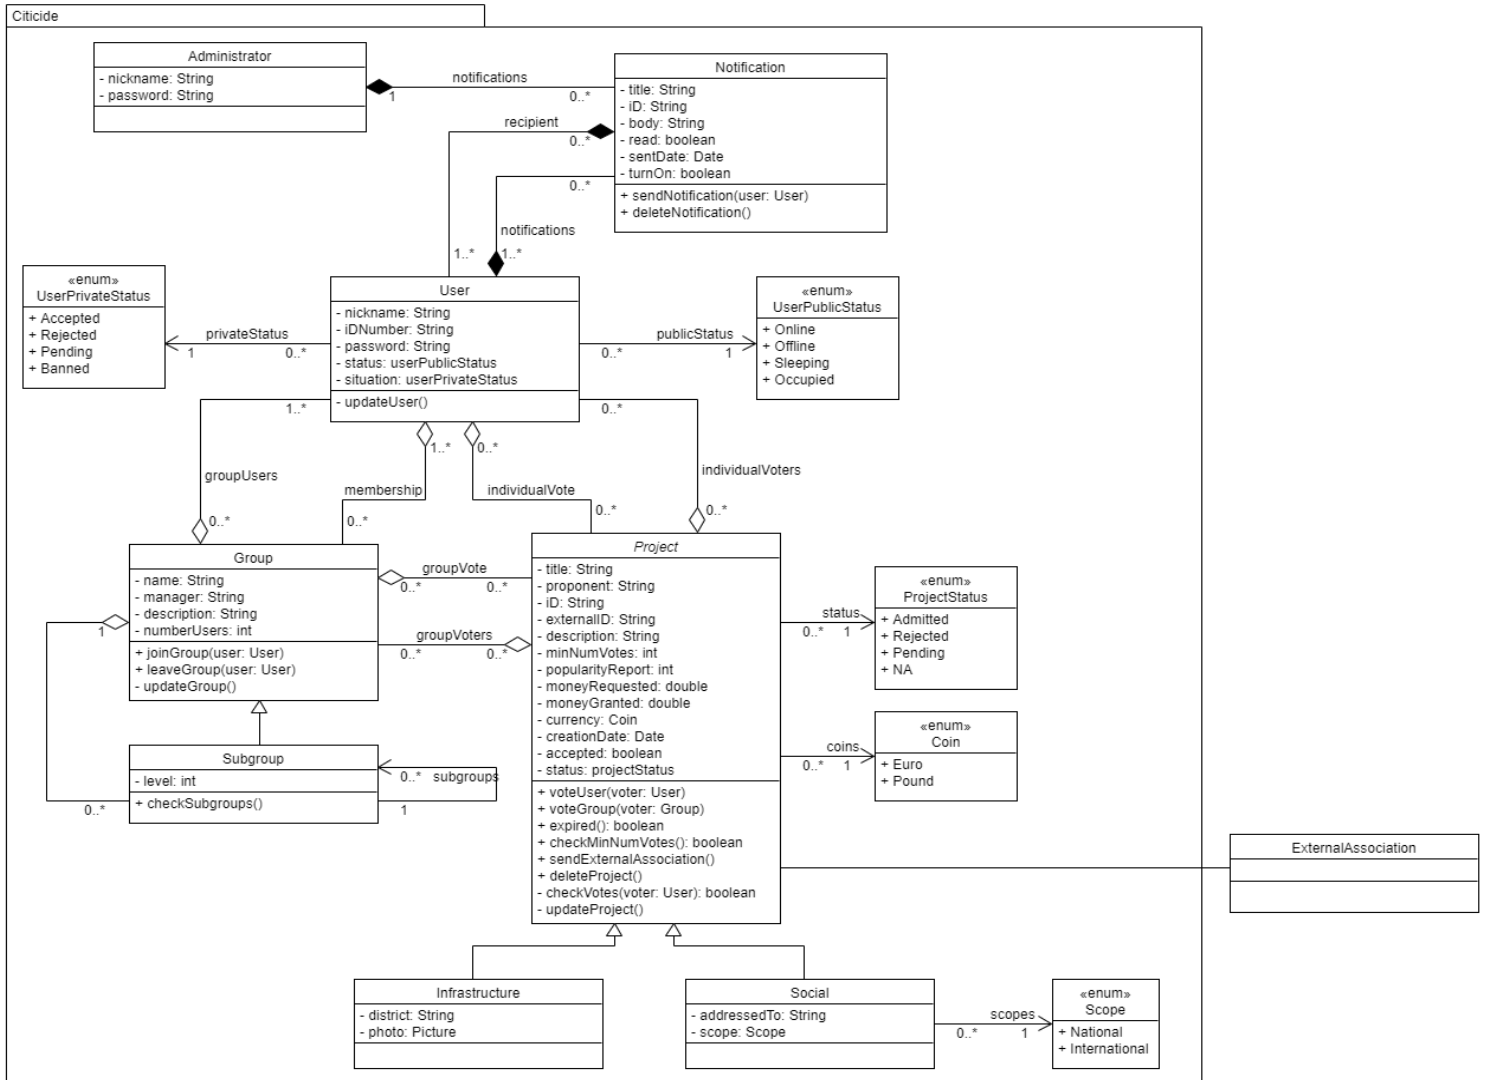 Citicide
Administrator
- nickname: String
- password: String
notifications
1
0..*
Notification
- title: String
- iD: String
- body: String
- read: boolean
- sentDate: Date
- turnOn: boolean
+ sendNotification(user: User)
+ deleteNotification()
recipient
0..*
1..*
0..*
notifications
1..*
«enum»
UserPrivateStatus
+ Accepted
+ Rejected
+ Pending
+ Banned
privateStatus
1
0..*
User
- nickname: String
- iDNumber: String
- password: String
- status: userPublicStatus
- situation: userPrivateStatus
- updateUser()
publicStatus
0..*
1
«enum»
UserPublicStatus
+ Online
+ Offline
+ Sleeping
+ Occupied
1..*
groupUsers
0..*
1..*
membership
0..*
0..*
individualVote
0..*
0..*
individualVoters
0..*
Group
- name: String
- manager: String
- description: String
- numberUsers: int
+ joinGroup(user: User)
+ leaveGroup(user: User)
- updateGroup()
groupVote
0..*
0..*
groupVoters
0..*
0..*
1
0..*
Subgroup
- level: int
+ checkSubgroups()
0..*
subgroups
1
Project
- title: String
- proponent: String
- iD: String
- externalID: String
- description: String
- minNumVotes: int
- popularityReport: int
- moneyRequested: double
- moneyGranted: double
- currency: Coin
- creationDate: Date
- accepted: boolean
- status: projectStatus
+ voteUser(voter: User)
+ voteGroup(voter: Group)
+ expired(): boolean
+ checkMinNumVotes(): boolean
+ sendExternalAssociation()
+ deleteProject()
- checkVotes(voter: User): boolean
- updateProject()
status
0..*
1
«enum»
ProjectStatus
+ Admitted
+ Rejected
+ Pending
+ NA
coins
0..*
1
«enum»
Coin
+ Euro
+ Pound
ExternalAssociation
Infrastructure
- district: String
- photo: Picture
Social
- addressedTo: String
- scope: Scope
scopes
0..*
1
«enum»
Scope
+ National
+ International